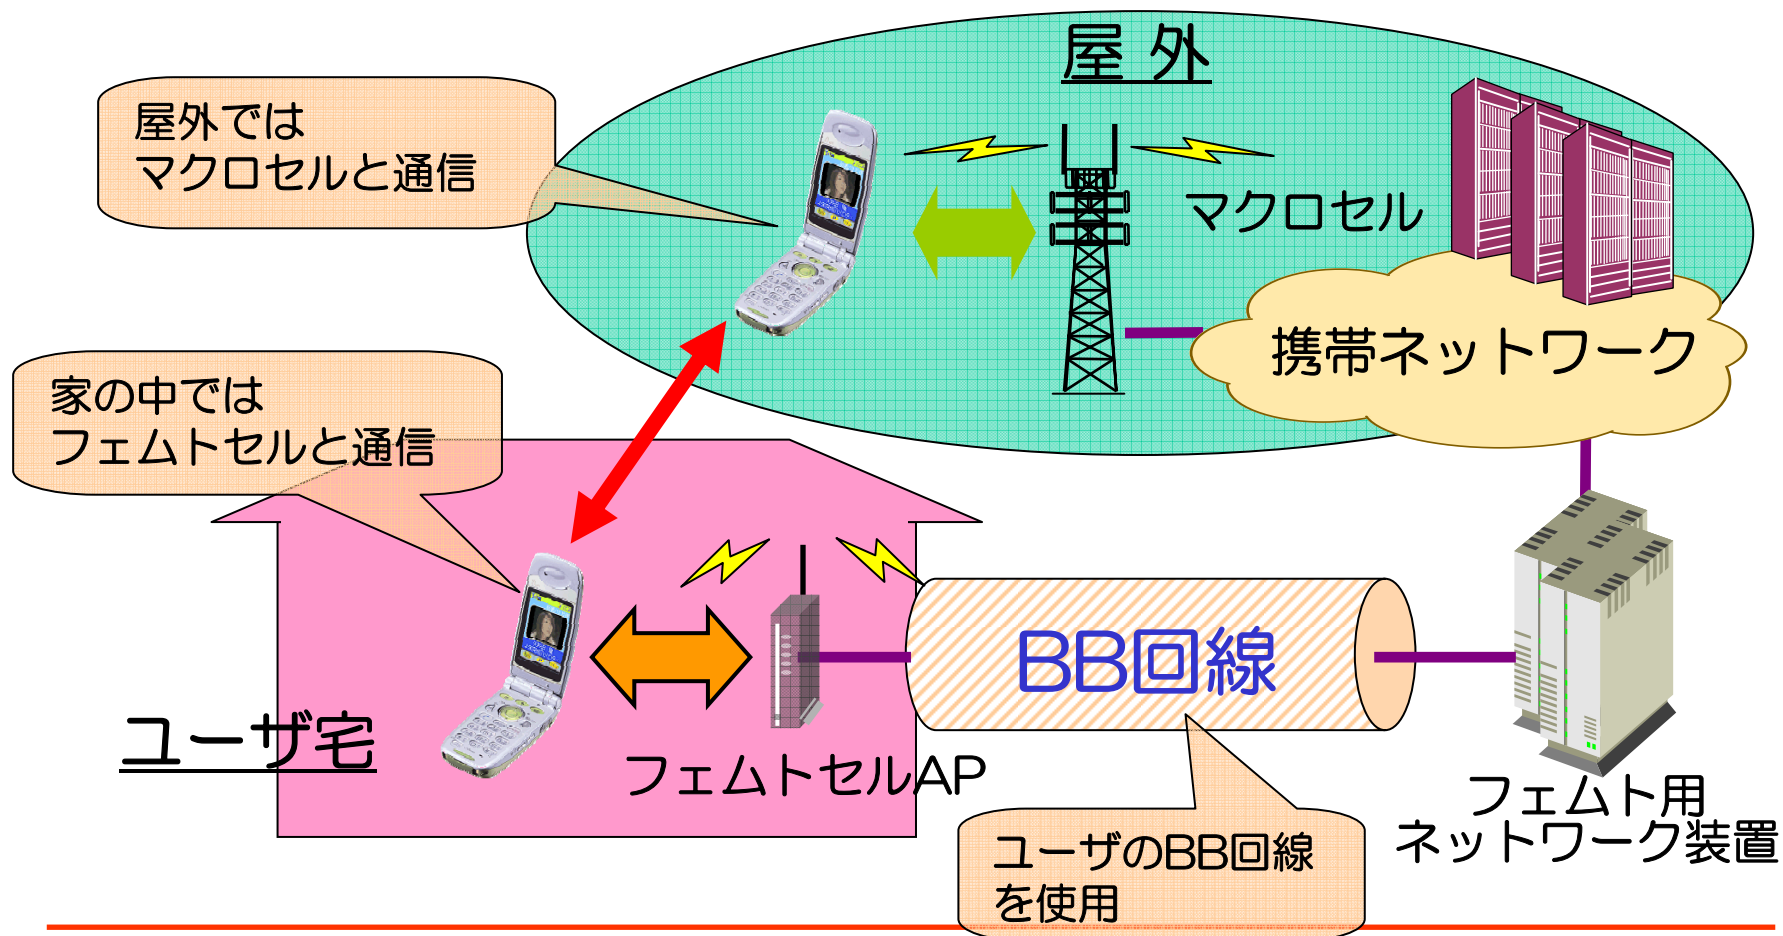 屋 外
屋外では
マクロセルと通信
マクロセル
携帯ネットワーク
家の中では
フェムトセルと通信
BB回線
ユーザ宅
フェムトセルAP
フェムト用
ネットワーク装置
ユーザのBB回線
を使用